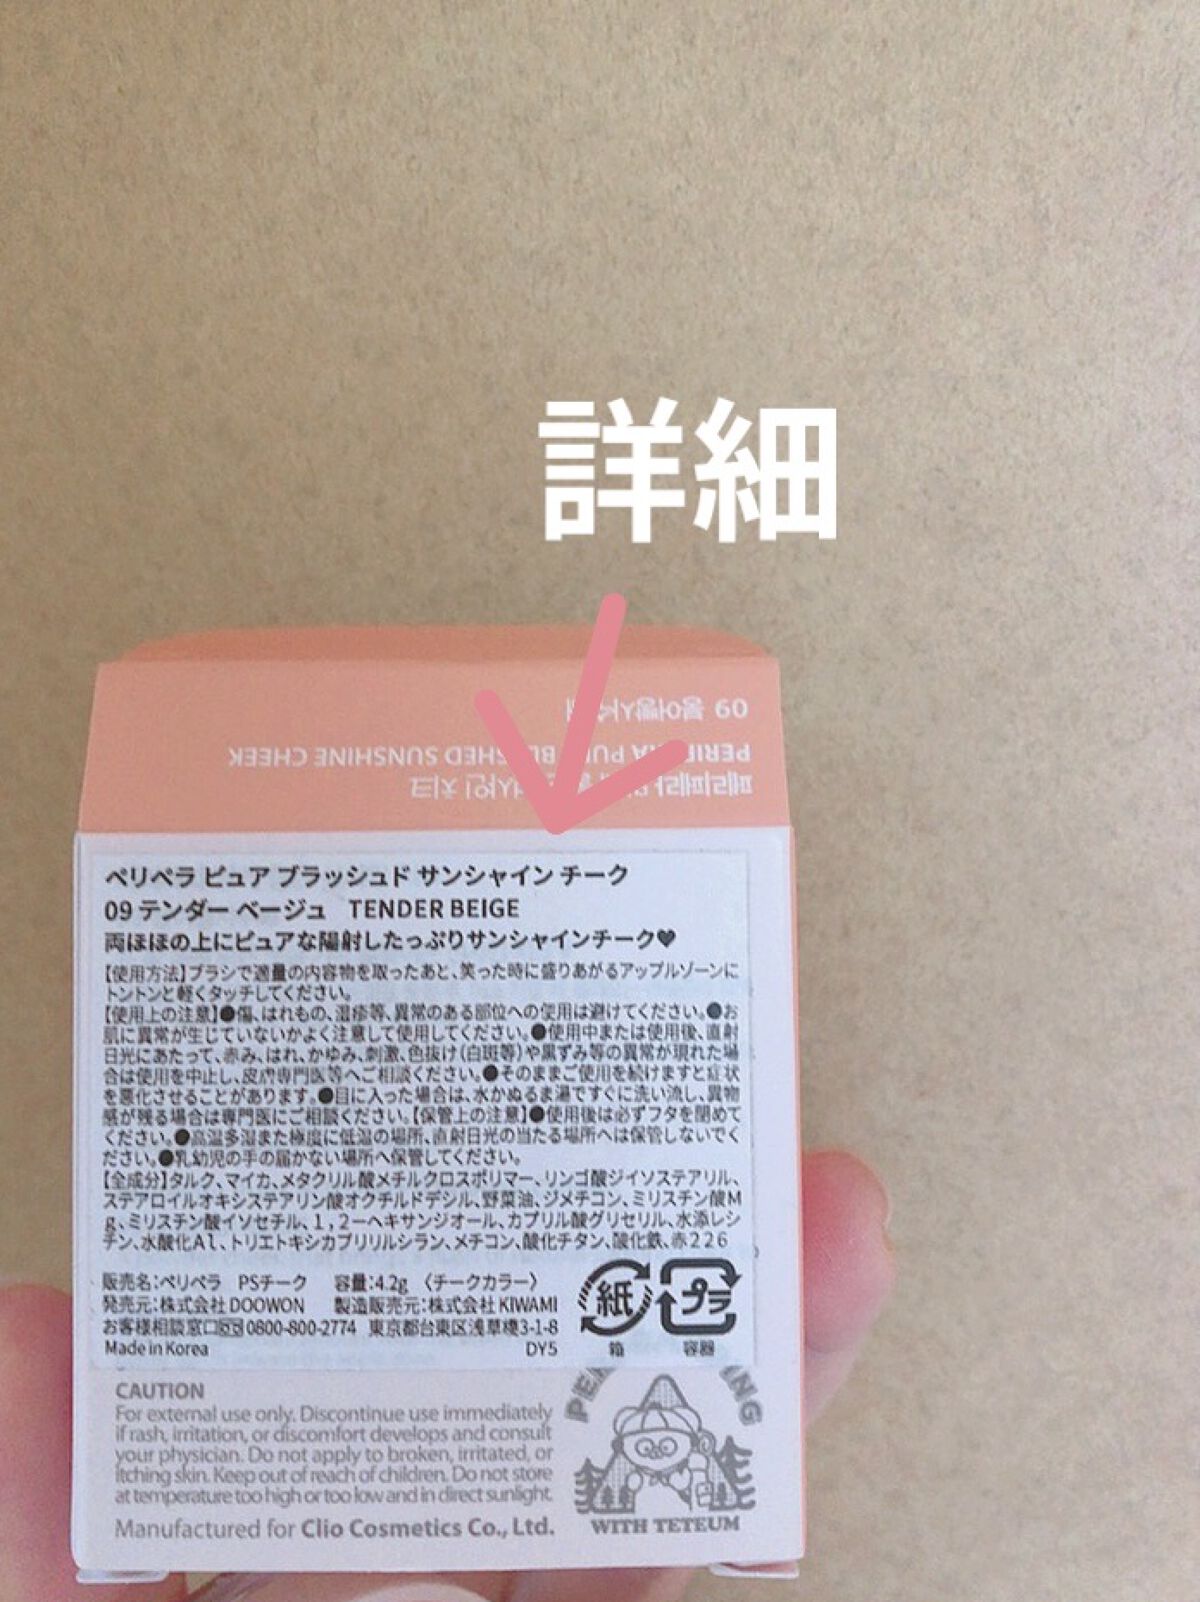 詳細
09 붕어빵사수
PERIPERA PURE BLUSHED SUNSHINE CHEEK
ペリペラ ピュア ブラッシュド サンシャイン チーク
09 テンダー ベージュ TENDER BEIGE
両ほほの上にピュアな陽射したっぷりサンシャインチーク♥
【使用方法】ブラシで適量の内容物を取ったあと、笑った時に盛りあがるアップルゾーンに
トントンと軽くタッチしてください。
【使用上の注意】●傷、はれもの、湿疹等、異常のある部位への使用は避けてください。●お
肌に異常が生じていないかよく注意して使用してください。●使用中または使用後、直射
日光にあたって、赤み、はれ、かゆみ、刺激、色抜け(白斑等)や黒ずみ等の異常が現れた場
合は使用を中止し、皮膚専門医等へご相談ください。●そのままご使用を続けますと症状
を悪化させることがあります。●目に入った場合は、水かぬるま湯ですぐに洗い流し、異物
感が残る場合は専門医にご相談ください。【保管上の注意】●使用後は必ずフタを閉めて
ください。●高温多湿また極度に低温の場所、直射日光の当たる場所へは保管しないでく
ださい。●乳幼児の手の届かない場所へ保管してください。
【全成分】タルク、マイカ、メタクリル酸メチルクロスポリマー、リンゴ酸ジイソステアリル、
ステアロイルオキシステアリン酸オクチルドデシル、野菜油、ジメチコン、ミリスチン酸M
g、ミリスチン酸イソセチル、1,2ーヘキサンジオール、カプリル酸グリセリル、水添レシ
チン、水酸化Al、トリエトキシカプリリルシラン、メチコン、酸化チタン、酸化鉄、赤226
販売名:ペリペラ PSチーク 容量:4.2g 〈チークカラー〉
発売元:株式会社 DOOWON 製造販売元:株式会社 KIWAMI
お客様相談窓口 0800-800-2774 東京都台東区浅草橋3-1-8
Made in Korea DY5
紙 プラ
箱 容器
CAUTION
For external use only. Discontinue use immediately
if rash, irritation, or discomfort develops and consult
your physician. Do not apply to broken, irritated, or
itching skin. Keep out of reach of children. Do not store
at temperature too high or too low and in direct sunlight.
Manufactured for Clio Cosmetics Co., Ltd.
WITH TETEUM